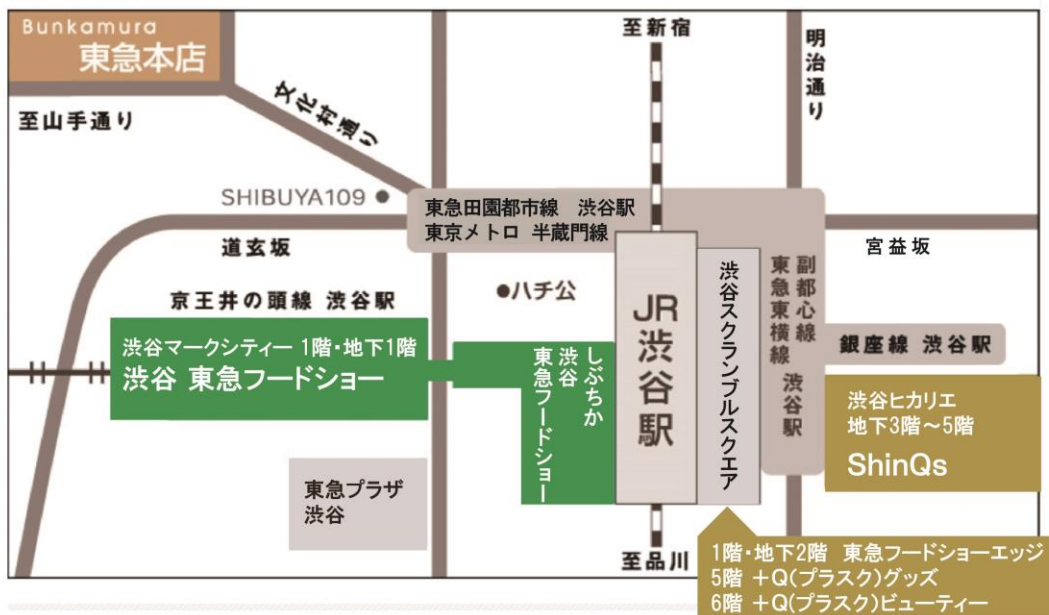 Bunkamura
東急本店
至山手通り
文化村通り
至新宿
明治通り
SHIBUYA109
東急田園都市線 渋谷駅
東京メトロ 半蔵門線
道玄坂
宮益坂
京王井の頭線 渋谷駅
ハチ公
JR渋谷駅
渋谷スクランブルスクエア
副都心線
東急東横線 渋谷駅
銀座線 渋谷駅
渋谷マークシティー 1階・地下1階
渋谷 東急フードショー
しぶちか
渋谷
東急フードショー
渋谷ヒカリエ
地下3階～5階
ShinQs
東急プラザ
渋谷
至品川
1階・地下2階 東急フードショーエッジ
5階 +Q(プラスク)グッズ
6階 +Q(プラスク)ビューティー